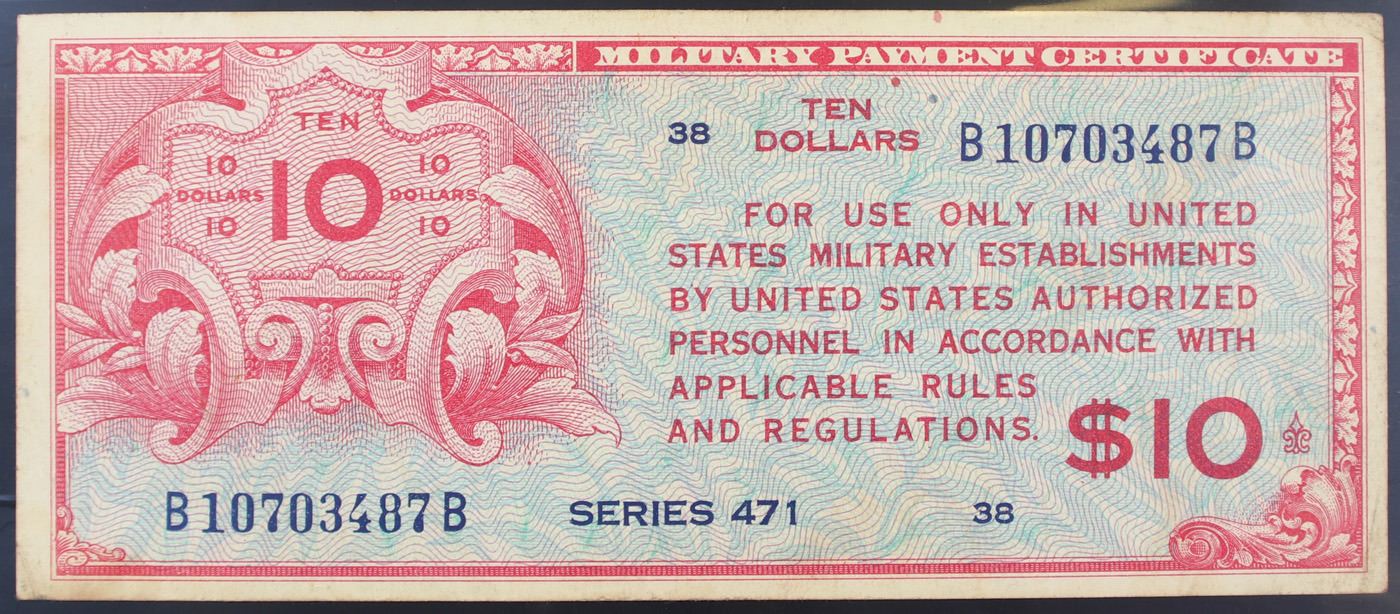 MILITARY PAYMENT CERTIFICATE
TEN
10 10
DOLLARS 10 DOLLARS
10 10
38 TEN DOLLARS B10703487B
FOR USE ONLY IN UNITED
STATES MILITARY ESTABLISHMENTS
BY UNITED STATES AUTHORIZED
PERSONNEL IN ACCORDANCE WITH
APPLICABLE RULES
AND REGULATIONS.
$10
B10703487B SERIES 471 38